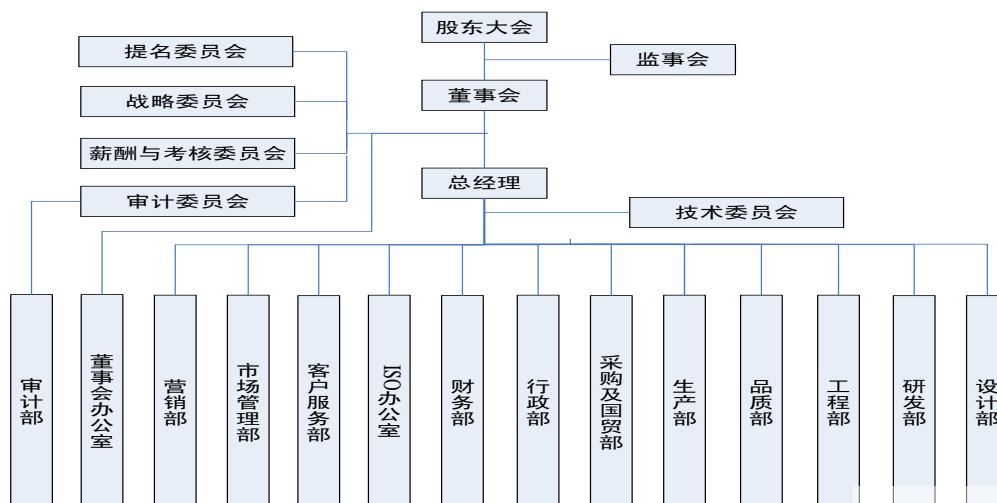 股东大会
提名委员会
监事会
战略委员会
董事会
薪酬与考核委员会
总经理
审计委员会
技术委员会
审计部
董事会办公室
营销部
市场管理部
客户服务部
ISO办公室
财务部
行政部
采购及国贸部
生产部
品质部
工程部
研发部
设计部